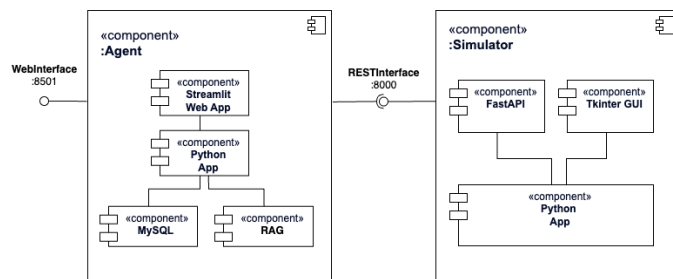 «component»
:Agent
WebInterface
:8501
«component»
Streamlit
Web App
«component»
Python
App
«component»
MySQL
«component»
RAG
RESTInterface
:8000
«component»
:Simulator
«component»
FastAPI
«component»
Tkinter GUI
«component»
Python
App